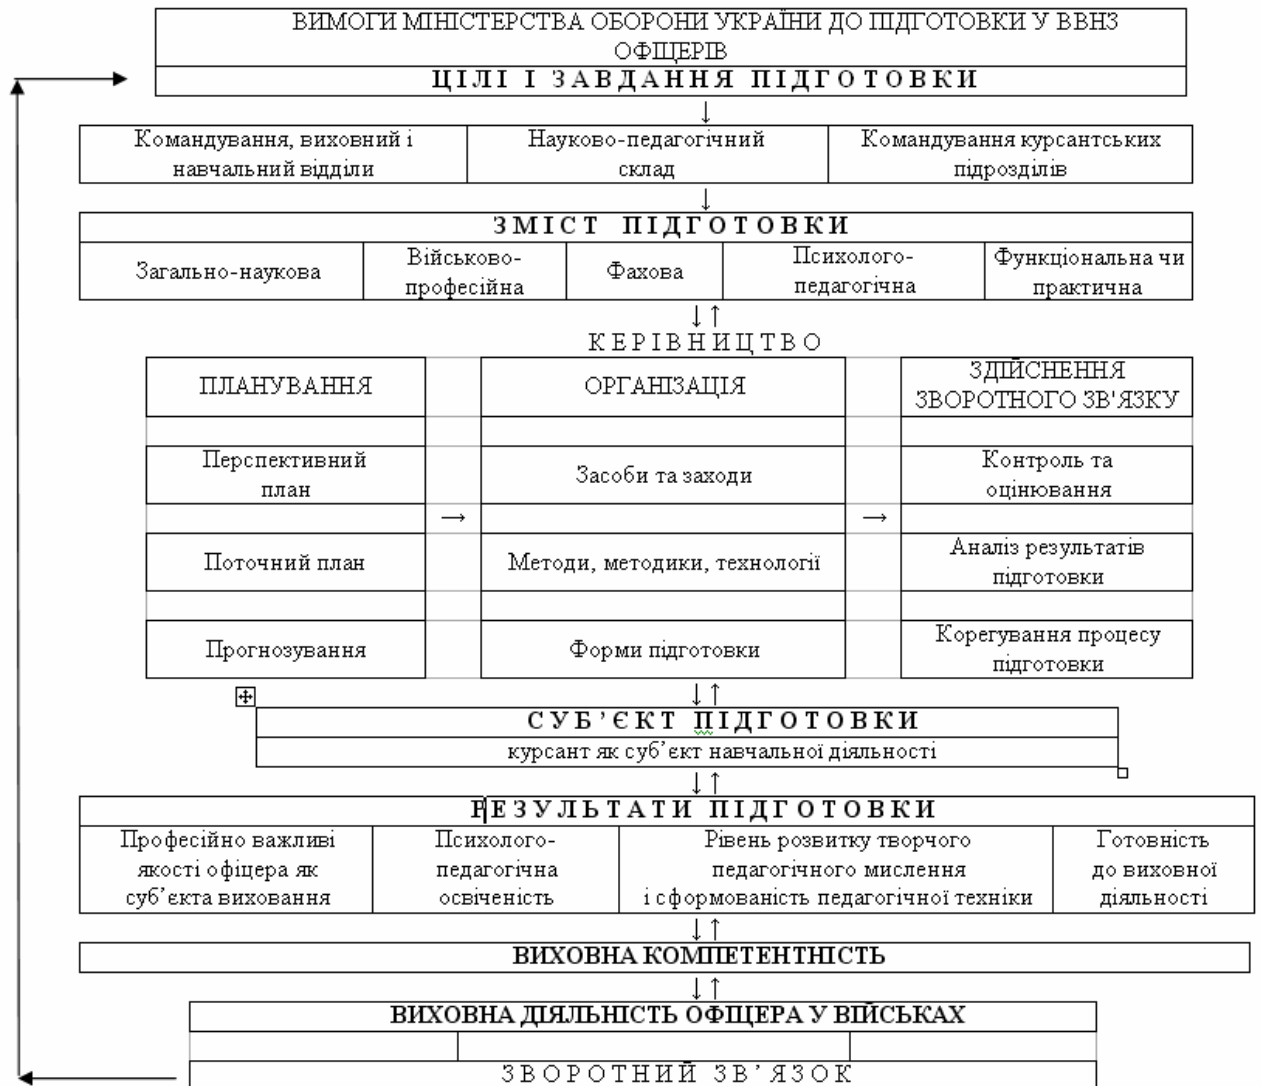 ВИМОГИ МІНІСТЕРСТВА ОБОРОНИ УКРАЇНИ ДО ПІДГОТОВКИ У ВВНЗ
ОФІЦЕРІВ
ЦІЛІ І ЗАВДАННЯ ПІДГОТОВКИ
↓
Командування, виховний і
навчальний відділи
Науково-педагогічний
склад
Командування курсантських
підрозділів
↓
ЗМІСТ ПІДГОТОВКИ
Загально-наукова
Військово-
професійна
Фахова
Психолого-
педагогічна
Функціональна чи
практична
↓↑
КЕРІВНИЦТВО
ПЛАНУВАННЯ
ОРГАНІЗАЦІЯ
ЗДІЙСНЕННЯ
ЗВОРОТНОГО ЗВ'ЯЗКУ
Перспективний
план
Засоби та заходи
Контроль та
оцінювання
→ →
Поточний план
Методи, методики, технології
Аналіз результатів
підготовки
Прогнозування
Форми підготовки
Корегування процесу
підготовки
↓↑
СУБ’ЄКТ ПІДГОТОВКИ
курсант як суб’єкт навчальної діяльності
↓↑
РЕЗУЛЬТАТИ ПІДГОТОВКИ
Професійно важливі
якості офіцера як
суб’єкта виховання
Психолого-
педагогічна
освіченість
Рівень розвитку творчого
педагогічного мислення
і сформованість педагогічної техніки
Готовність
до виховної
діяльності
↓↑
ВИХОВНА КОМПЕТЕНТНІСТЬ
↓↑
ВИХОВНА ДІЯЛЬНІСТЬ ОФІЦЕРА У ВІЙСЬКАХ
ЗВОРОТНИЙ ЗВ’ЯЗОК